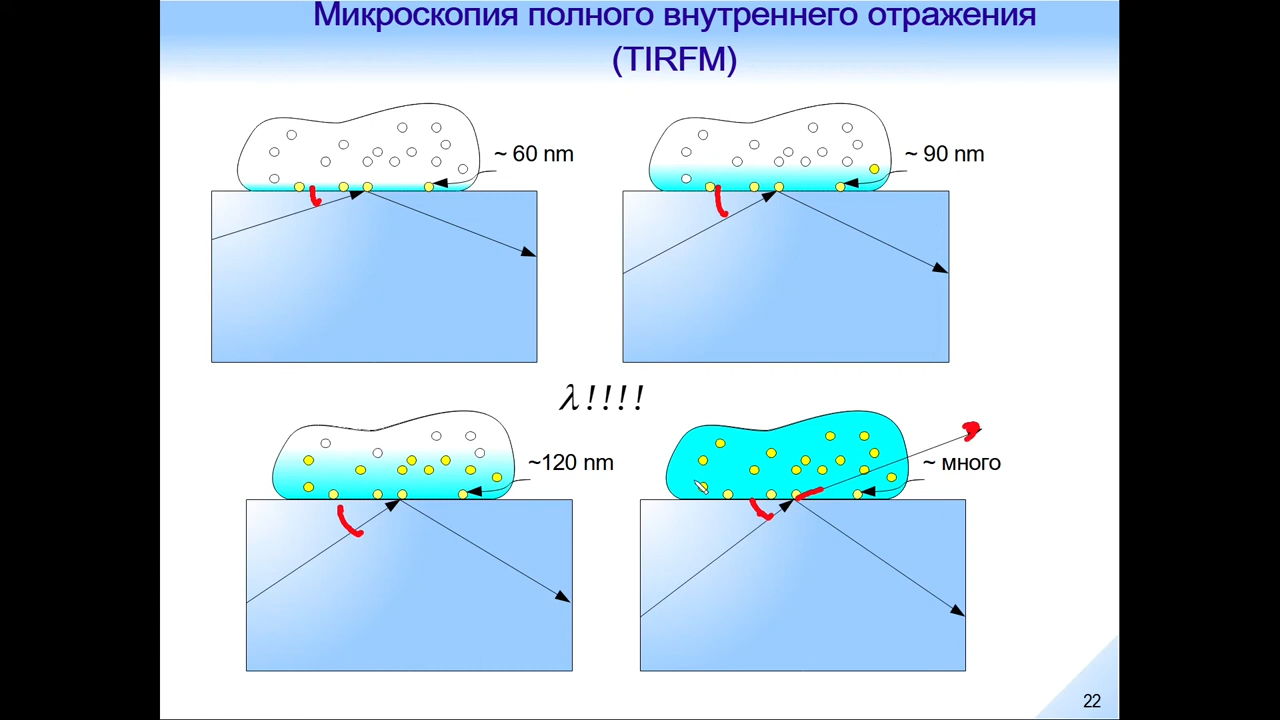 Микроскопия полного внутреннего отражения
(TIRFM)
~ 60 nm
~ 90 nm
λ!!!!
~120 nm
~ много
22